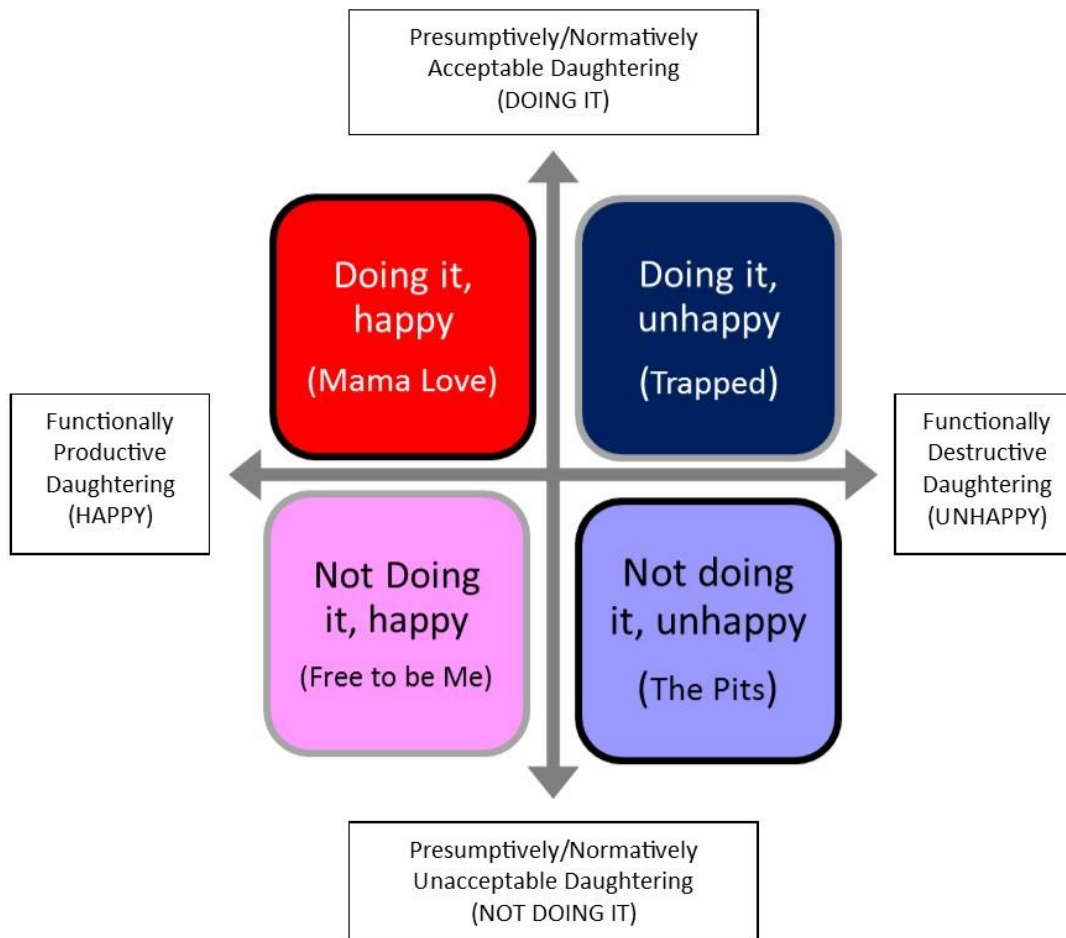 Presumptively/Normatively
Acceptable Daughtering
(DOING IT)
Doing it,
happy
(Mama Love)
Doing it,
unhappy
(Trapped)
Functionally
Productive
Daughtering
(HAPPY)
Functionally
Destructive
Daughtering
(UNHAPPY)
Not Doing
it, happy
(Free to be Me)
Not doing
it, unhappy
(The Pits)
Presumptively/Normatively
Unacceptable Daughtering
(NOT DOING IT)